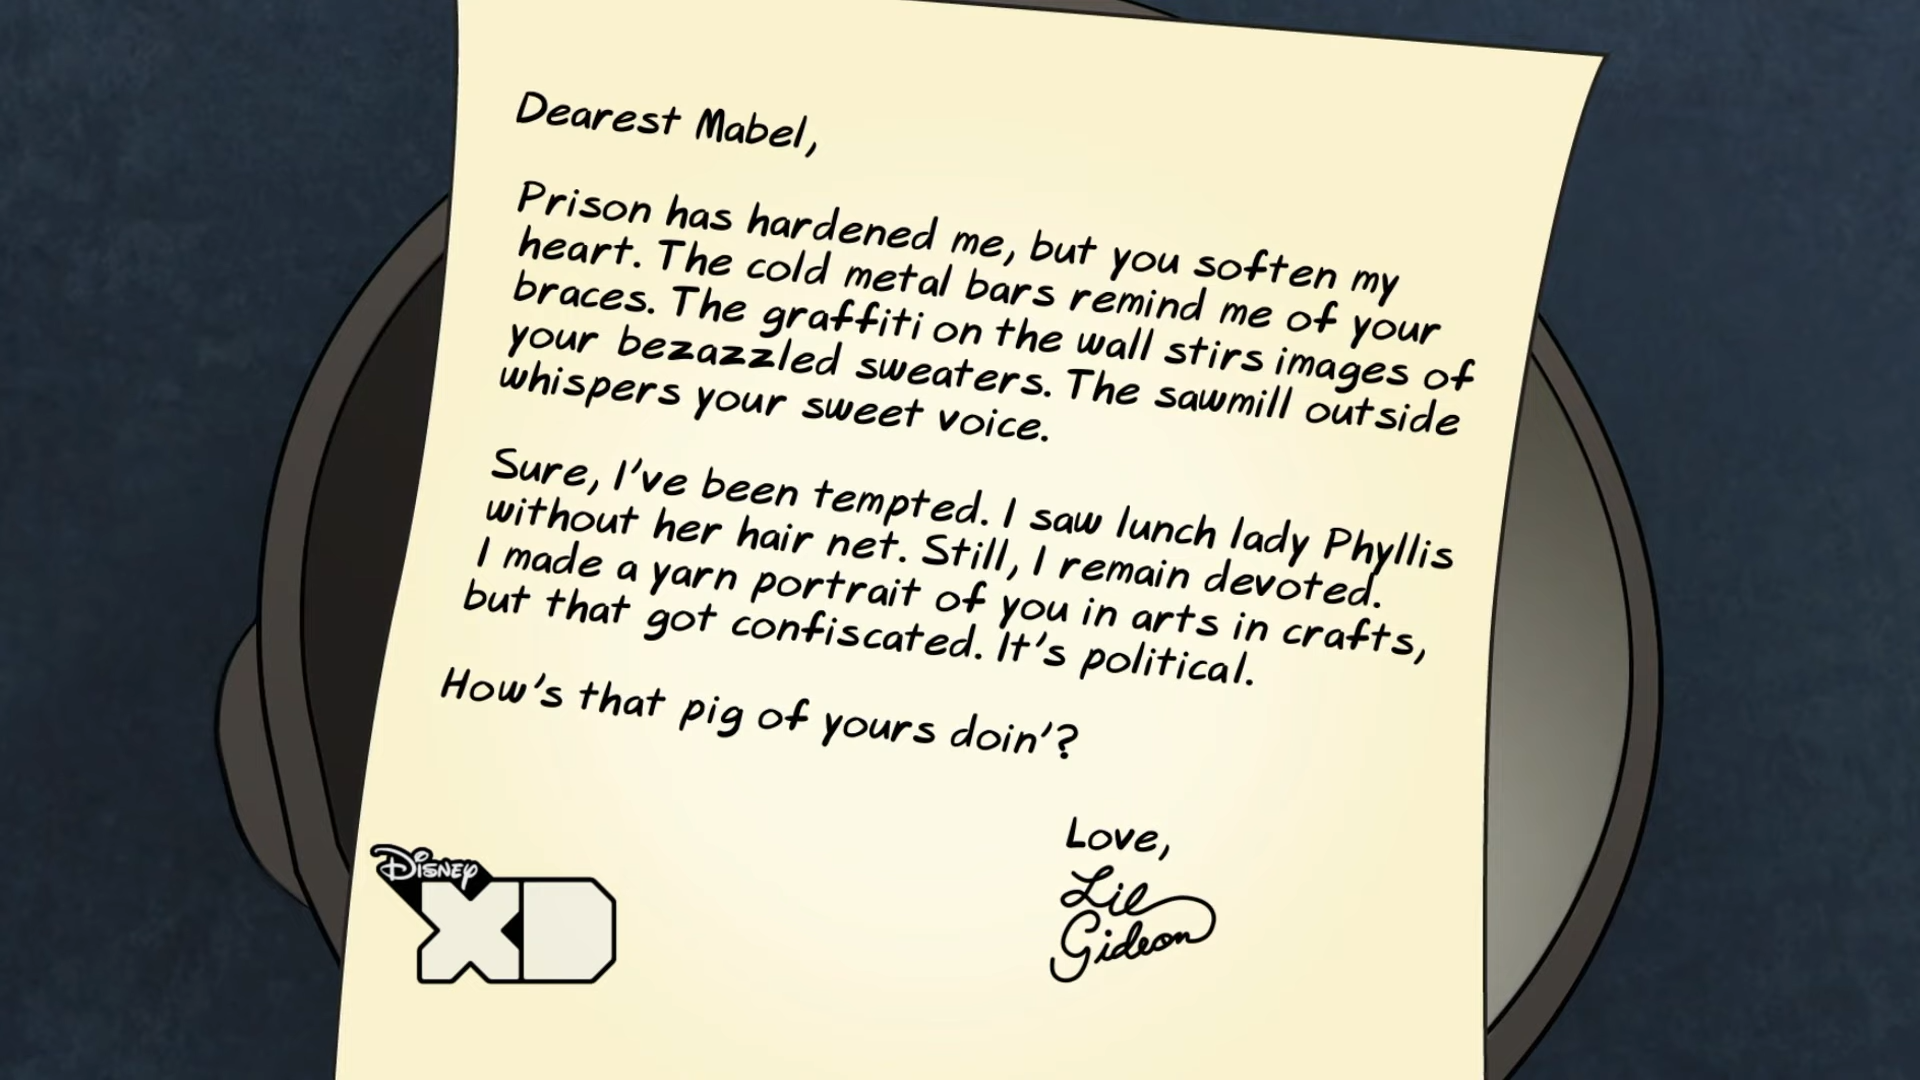 Dearest Mabel,
Prison has hardened me, but you soften my
heart. The cold metal bars remind me of your
braces. The graffiti on the wall stirs images of
your bezazzled sweaters. The sawmill outside
whispers your sweet voice.
Sure, I've been tempted. I saw lunch lady Phyllis
without her hair net. Still, I remain devoted.
I made a yarn portrait of you in arts in crafts,
but that got confiscated. It's political.
How's that pig of yours doin'?
Love,
Lil
Gideon
Disney
XD